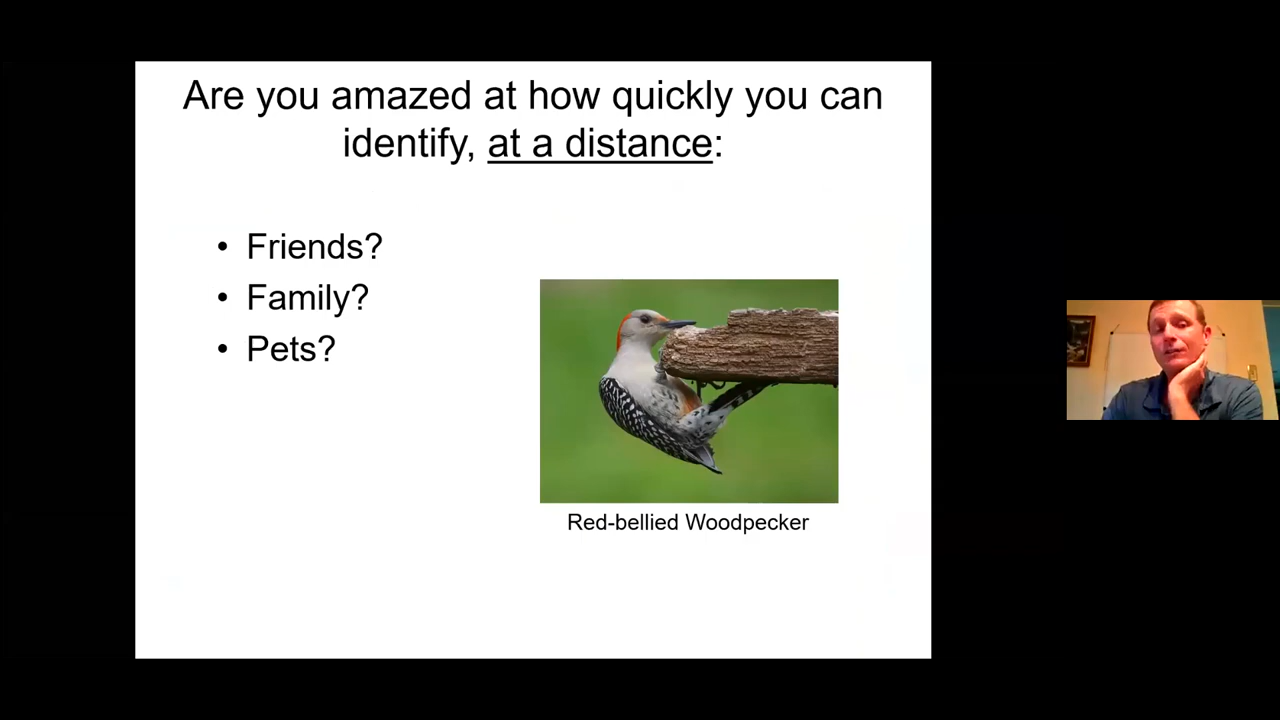 Are you amazed at how quickly you can
identify, at a distance:
• Friends?
• Family?
• Pets?
Red-bellied Woodpecker